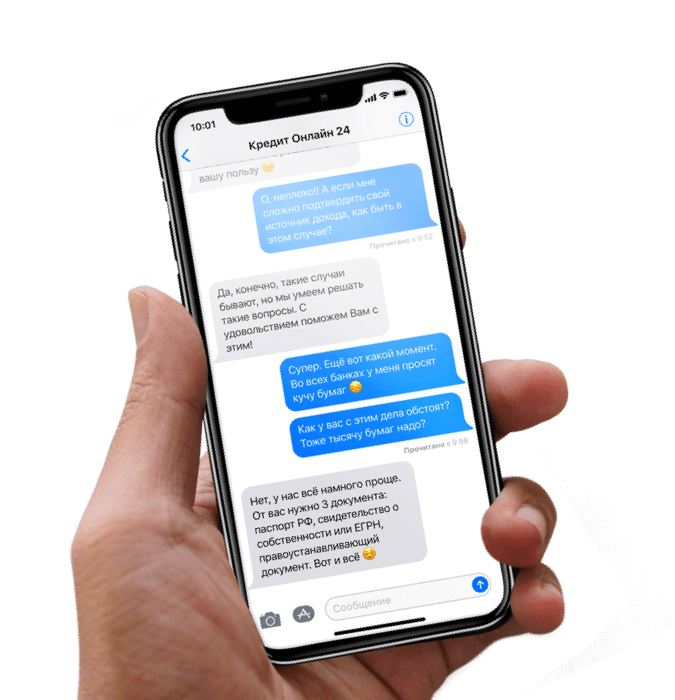 10:01
Кредит Онлайн 24
вашу пользу 😊
О, неплохо!! А если мне
сложно подтвердить свой
источник дохода, как быть в
этом случае?
Прочитано в 9:52
Да, конечно, такие случаи
бывают, но мы умеем решать
такие вопросы. С
удовольствием поможем Вам с
этим!
Супер. Ещё вот какой момент.
Во всех банках у меня просят
кучу бумаг 😔
Как у вас с этим дела обстоят?
Тоже тысячу бумаг надо?
Прочитано в 9:58
Нет, у нас всё намного проще.
От вас нужно 3 документа:
паспорт РФ, свидетельство о
собственности или ЕГРН,
правоустанавливающий
документ. Вот и всё ☺️
Сообщение